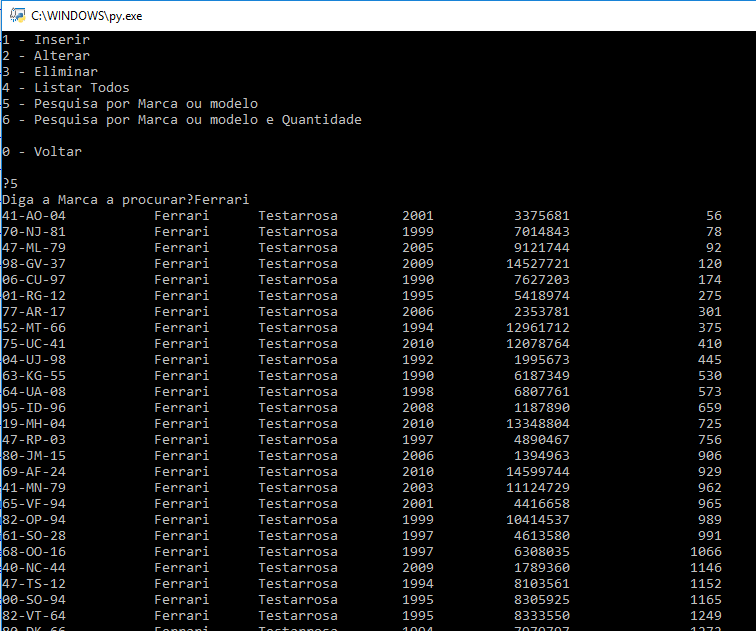 C:\WINDOWS\py.exe
1 - Inserir
2 - Alterar
3 - Eliminar
4 - Listar Todos
5 - Pesquisa por Marca ou modelo
6 - Pesquisa por Marca ou modelo e Quantidade
0 - Voltar
?5
Diga a Marca a procurar?Ferrari
41-AO-04 Ferrari Testarrosa 2001 3375681 56
70-NJ-81 Ferrari Testarrosa 1999 7014843 78
47-ML-79 Ferrari Testarrosa 2005 9121744 92
98-GV-37 Ferrari Testarrosa 2009 14527721 120
06-CU-97 Ferrari Testarrosa 1990 7627203 174
01-RG-12 Ferrari Testarrosa 1995 5418974 275
77-AR-17 Ferrari Testarrosa 2006 2353781 301
52-MT-66 Ferrari Testarrosa 1994 12961712 375
75-UC-41 Ferrari Testarrosa 2010 12078764 410
04-UJ-98 Ferrari Testarrosa 1992 1995673 445
63-KG-55 Ferrari Testarrosa 1990 6187349 530
64-UA-08 Ferrari Testarrosa 1998 6807761 573
95-ID-96 Ferrari Testarrosa 2008 1187890 659
19-MH-04 Ferrari Testarrosa 2010 13348804 725
47-RP-03 Ferrari Testarrosa 1997 4890467 756
80-JM-15 Ferrari Testarrosa 2006 1394963 906
69-AF-24 Ferrari Testarrosa 2010 14599744 929
41-MN-79 Ferrari Testarrosa 2003 11124729 962
65-VF-94 Ferrari Testarrosa 2001 4416658 965
82-OP-94 Ferrari Testarrosa 1999 10414537 989
61-SO-28 Ferrari Testarrosa 1997 4613580 991
68-OO-16 Ferrari Testarrosa 1997 6308035 1066
40-NC-44 Ferrari Testarrosa 2009 1789360 1146
47-TS-12 Ferrari Testarrosa 1994 8103561 1152
00-SO-94 Ferrari Testarrosa 1995 8305925 1165
82-VT-64 Ferrari Testarrosa 1995 8333550 1249
Ferrari Testarrosa 1994